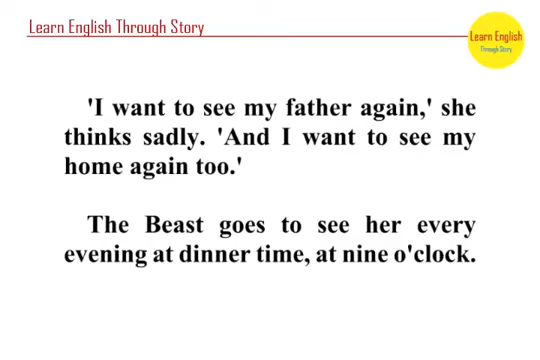 Learn English Through Story
Learn English
Through Story
'I want to see my father again,' she
thinks sadly. 'And I want to see my
home again too.'
The Beast goes to see her every
evening at dinner time, at nine o'clock.